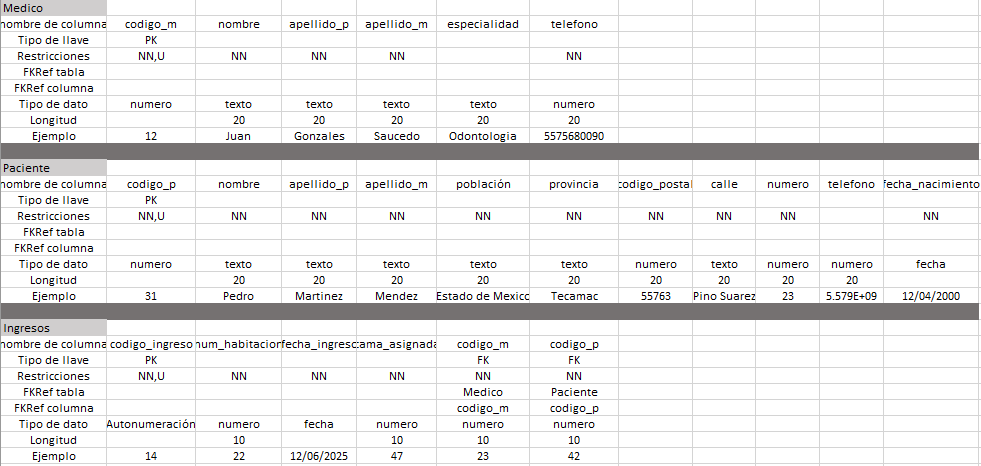 Medico
nombre de columna codigo_m nombre apellido_p apellido_m especialidad telefono
Tipo de llave PK
Restricciones NN,U NN NN NN NN
FKRef tabla
FKRef columna
Tipo de dato numero texto texto texto texto numero
Longitud 20 20 20 20 20
Ejemplo 12 Juan Gonzales Saucedo Odontologia 5575680090
Paciente
nombre de columna codigo_p nombre apellido_p apellido_m población provincia codigo_postal calle numero telefono fecha_nacimiento
Tipo de llave PK
Restricciones NN,U NN NN NN NN NN NN NN NN NN
FKRef tabla
FKRef columna
Tipo de dato numero texto texto texto texto texto numero texto numero numero fecha
Longitud 20 20 20 20 20 20 20 20 20
Ejemplo 31 Pedro Martinez Mendez Estado de Mexico Tecamac 55763 Pino Suarez 23 5.579E+09 12/04/2000
Ingresos
nombre de columna codigo_ingreso num_habitacion fecha_ingreso cama_asignada codigo_m codigo_p
Tipo de llave PK FK FK
Restricciones NN,U NN NN NN NN NN
FKRef tabla Medico Paciente
FKRef columna codigo_m codigo_p
Tipo de dato Autonumeración numero fecha numero numero numero
Longitud 10 10 10 10
Ejemplo 14 22 12/06/2025 47 23 42